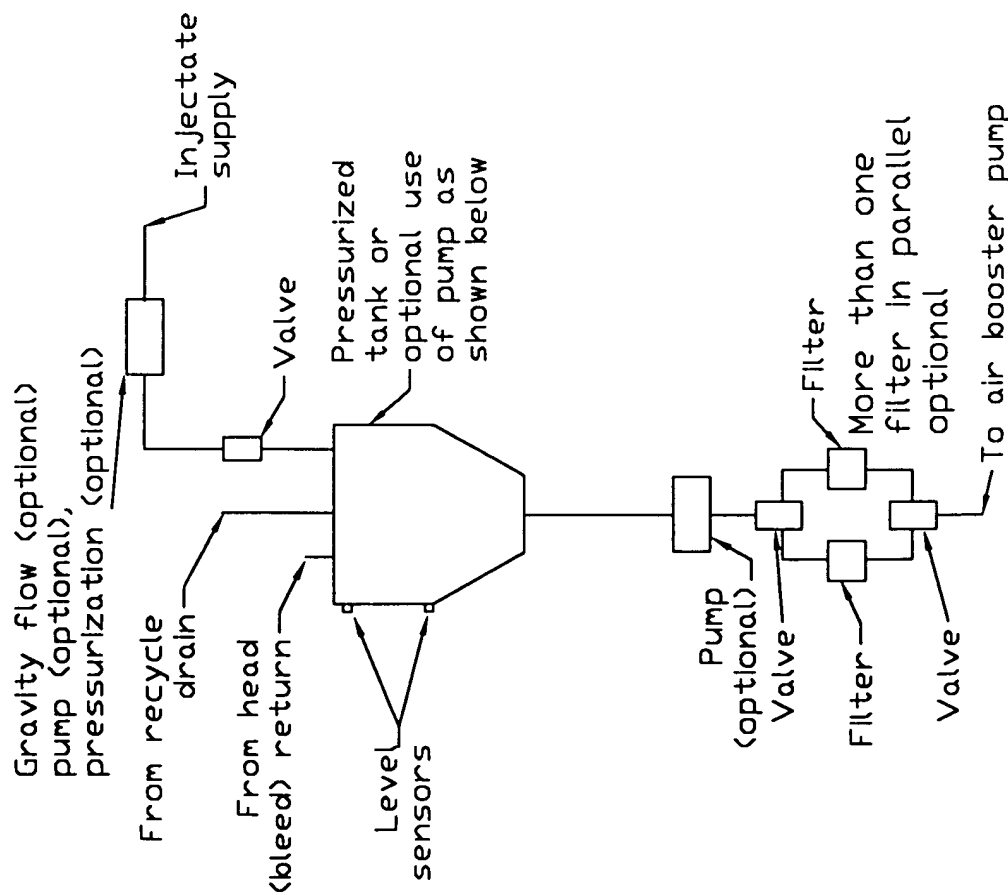 Gravity flow (optional)
pump (optional),
pressurization (optional)
Injectate
supply
From recycle
drain
Valve
From head
(bleed) return
Pressurized
tank or
optional use
of pump as
shown below
Level
sensors
Pump
(optional)
Valve
Filter
Filter
More than one
filter in parallel
optional
Valve
To air booster pump